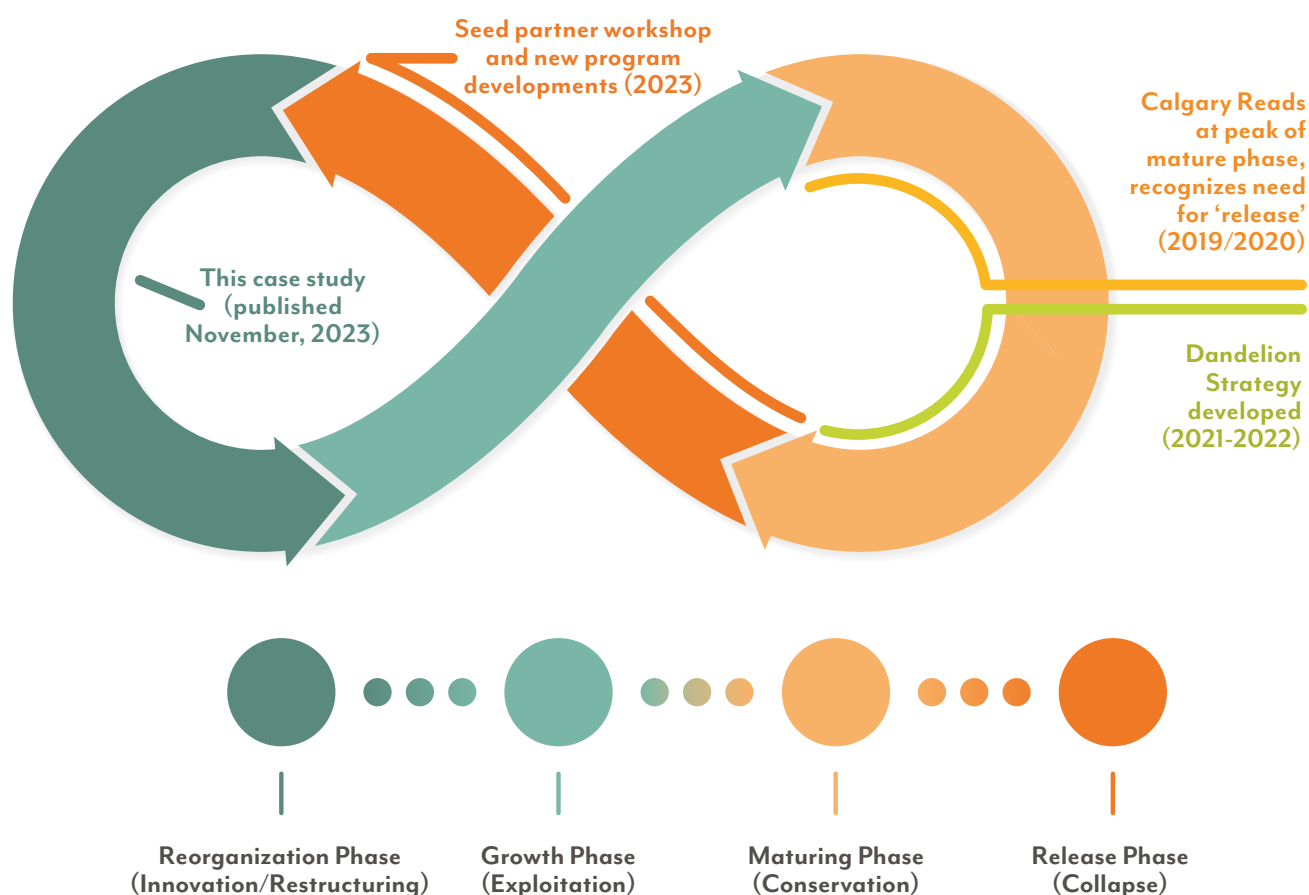 Seed partner workshop
and new program
developments (2023)
Calgary Reads
at peak of
mature phase,
recognizes need
for ‘release’
(2019/2020)
This case study
(published
November, 2023)
Dandelion
Strategy
developed
(2021-2022)
Reorganization Phase
(Innovation/Restructuring)
Growth Phase
(Exploitation)
Maturing Phase
(Conservation)
Release Phase
(Collapse)